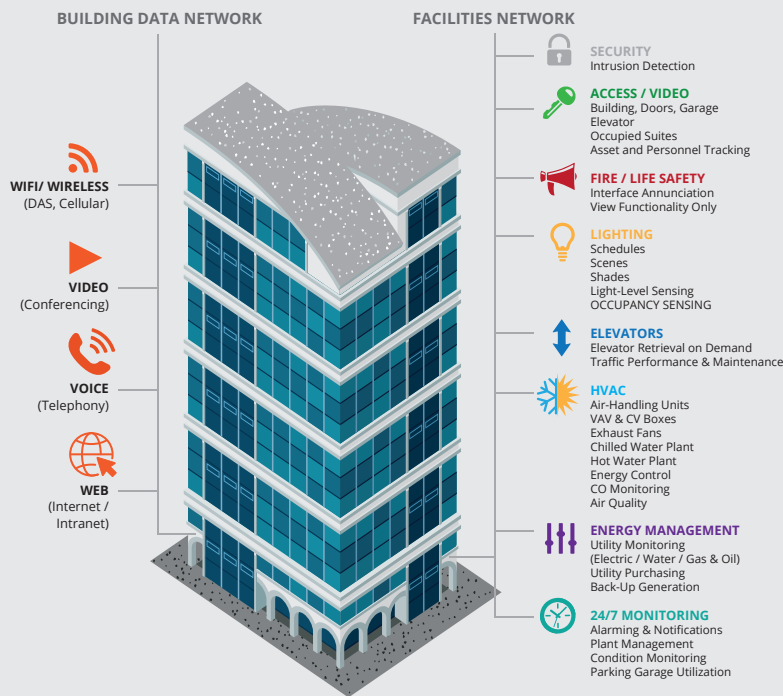 BUILDING DATA NETWORK
WIFI/ WIRELESS
(DAS, Cellular)
VIDEO
(Conferencing)
VOICE
(Telephony)
WEB
(Internet /
Intranet)
FACILITIES NETWORK
SECURITY
Intrusion Detection
ACCESS / VIDEO
Building, Doors, Garage
Elevator
Occupied Suites
Asset and Personnel Tracking
FIRE / LIFE SAFETY
Interface Annunciation
View Functionality Only
LIGHTING
Schedules
Scenes
Shades
Light-Level Sensing
OCCUPANCY SENSING
ELEVATORS
Elevator Retrieval on Demand
Traffic Performance & Maintenance
HVAC
Air-Handling Units
VAV & CV Boxes
Exhaust Fans
Chilled Water Plant
Hot Water Plant
Energy Control
CO Monitoring
Air Quality
ENERGY MANAGEMENT
Utility Monitoring
(Electric / Water / Gas & Oil)
Utility Purchasing
Back-Up Generation
24/7 MONITORING
Alarming & Notifications
Plant Management
Condition Monitoring
Parking Garage Utilization